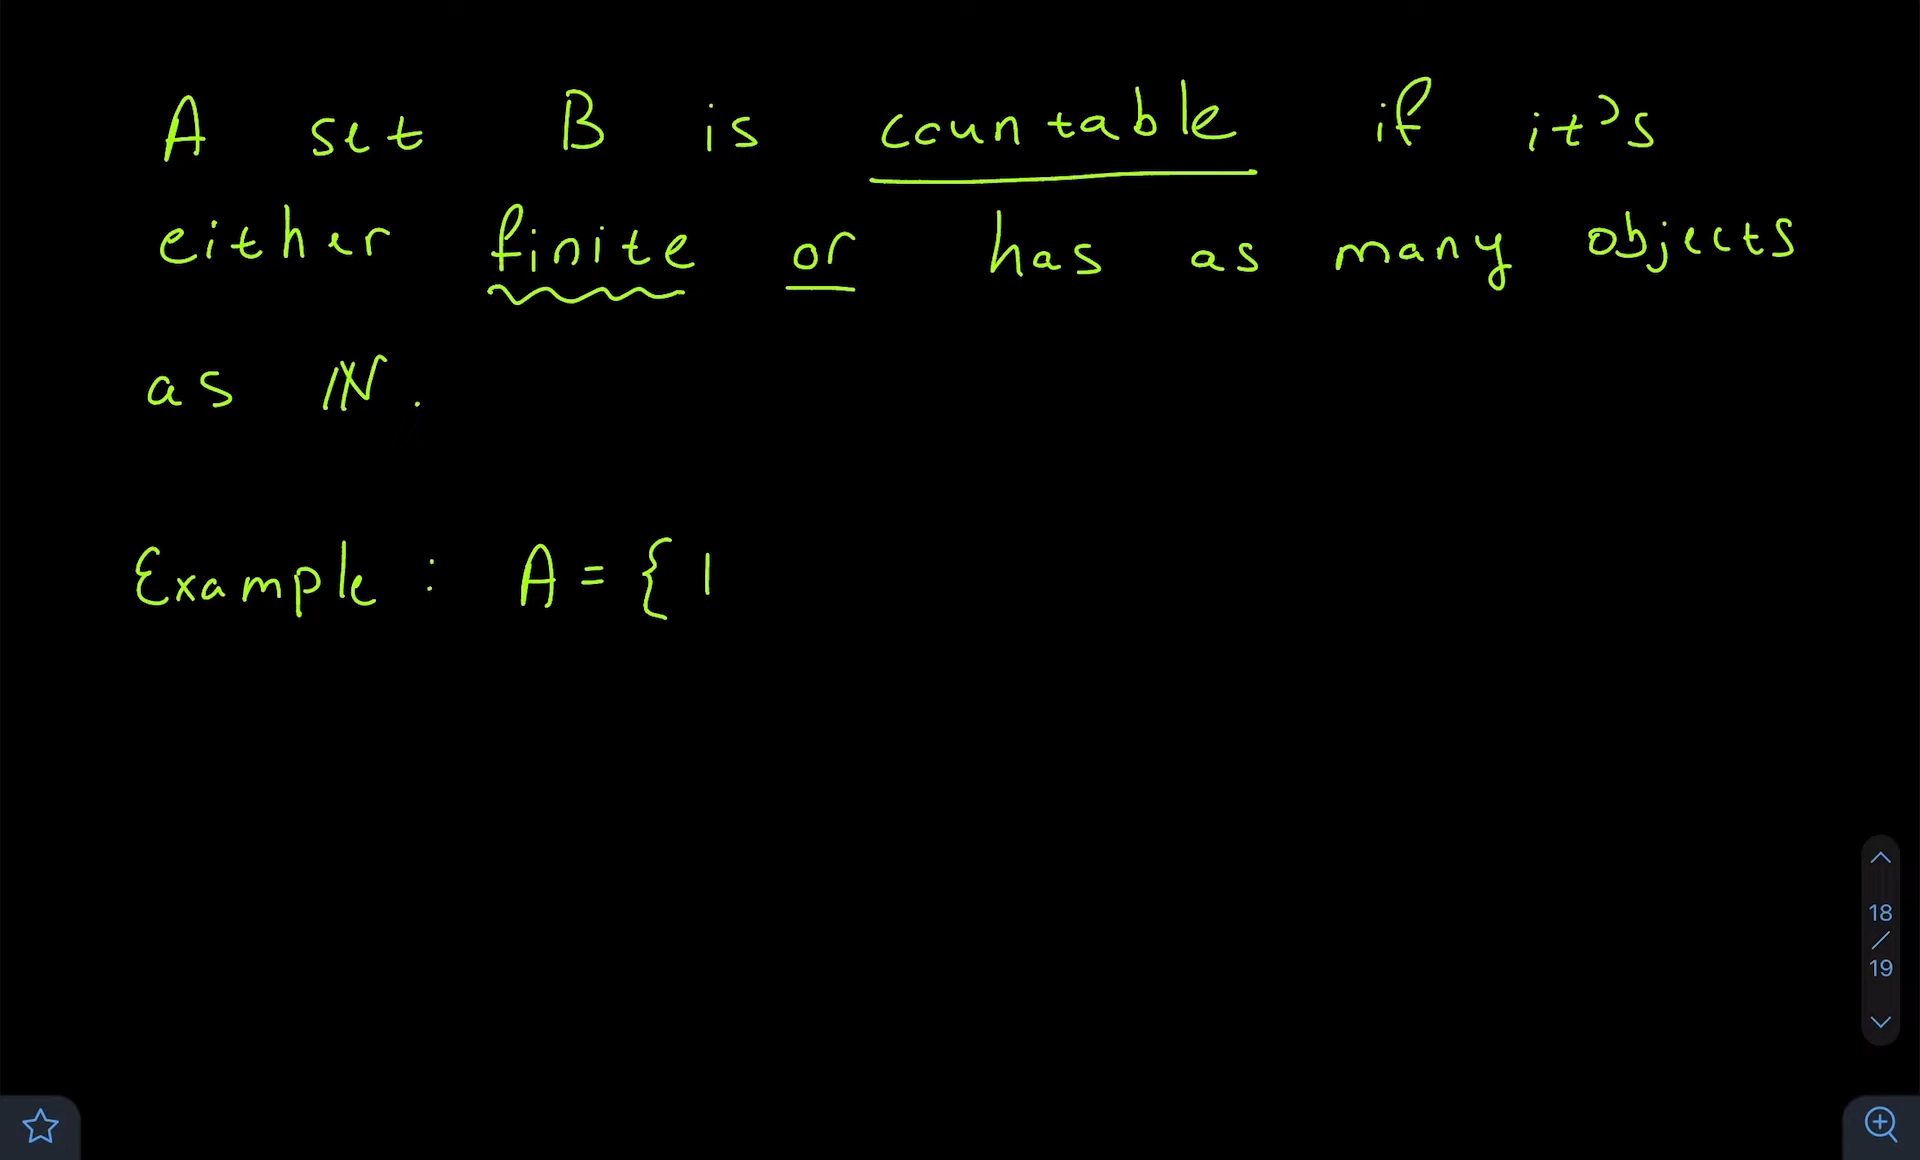 A set B is countable if it's
either finite or has as many objects
as ℕ.
Example : A = { 1
18
/
19